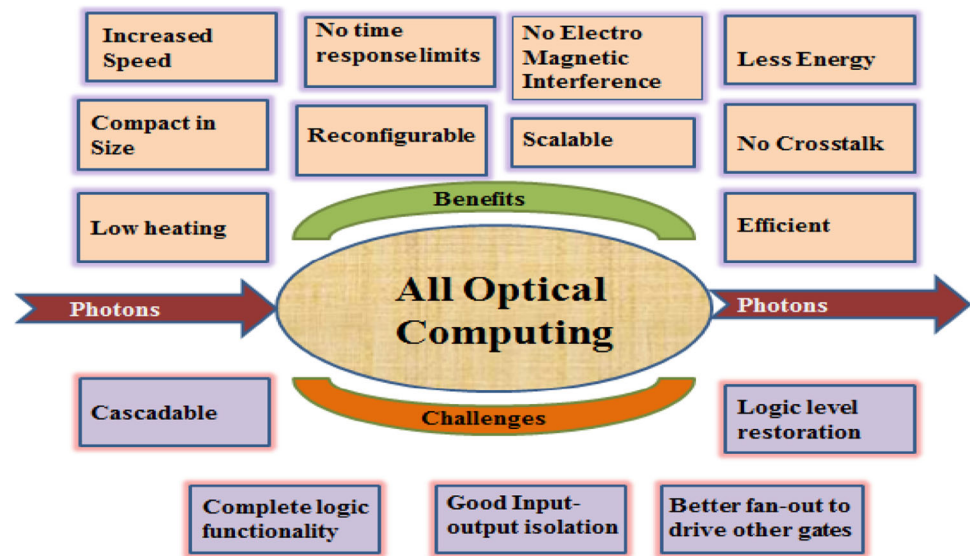 Increased
Speed
No time
responselimits
No Electro
Magnetic
Interference
Less Energy
Compact in
Size
Reconfigurable
Scalable
No Crosstalk
Low heating
Benefits
Efficient
Photons
All Optical
Computing
Photons
Cascadable
Challenges
Logic level
restoration
Complete logic
functionality
Good Input-
output isolation
Better fan-out to
drive other gates